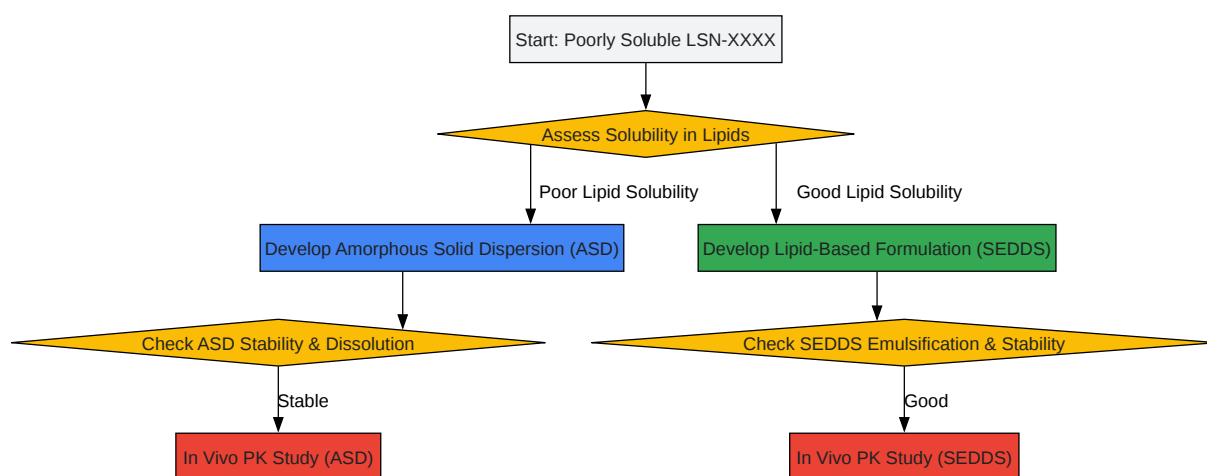 Start: Poorly Soluble LSN-XXXX
Assess Solubility in Lipids
Poor Lipid Solubility
Good Lipid Solubility
Develop Amorphous Solid Dispersion (ASD)
Develop Lipid-Based Formulation (SEDDS)
Check ASD Stability & Dissolution
Check SEDDS Emulsification & Stability
Stable
Good
In Vivo PK Study (ASD)
In Vivo PK Study (SEDDS)